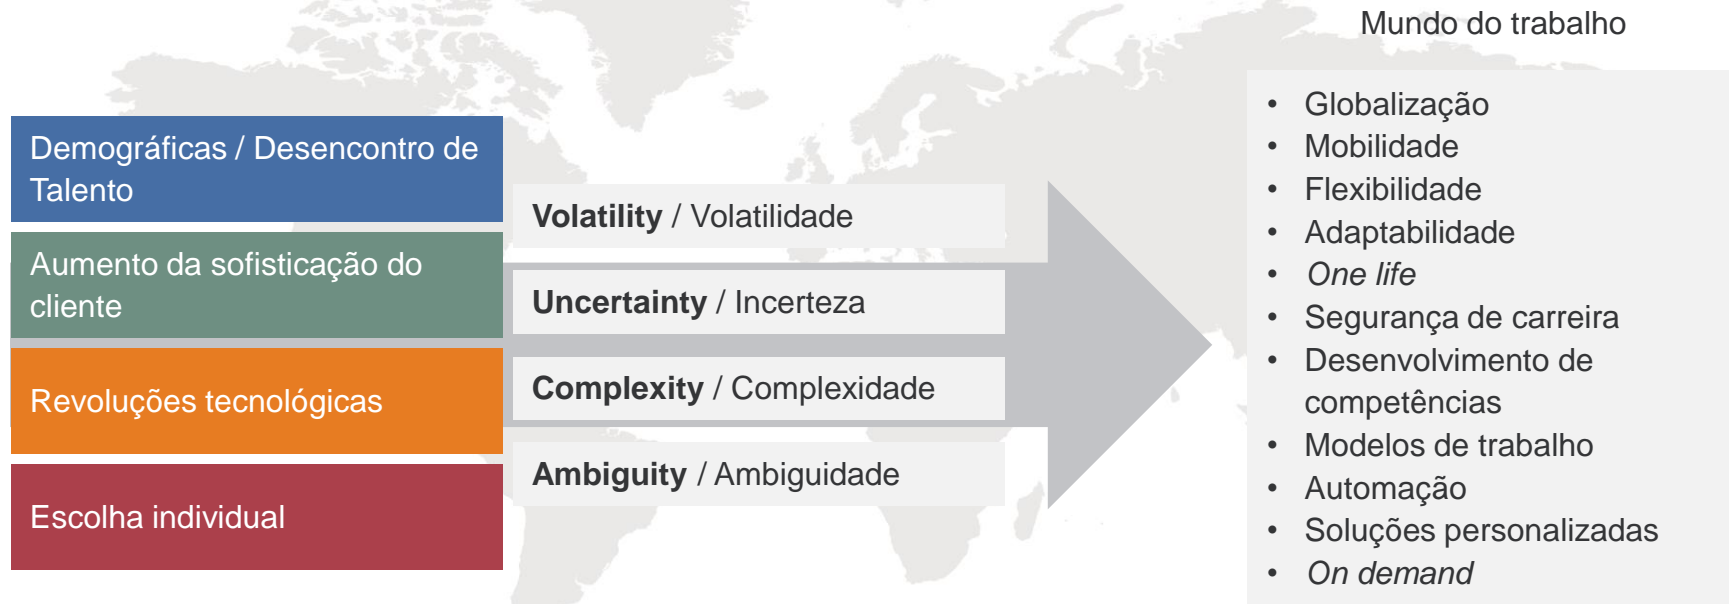 Mundo do trabalho
Demográficas / Desencontro de
Talento
Aumento da sofisticação do
cliente
Revoluções tecnológicas
Escolha individual
Volatility / Volatilidade
Uncertainty / Incerteza
Complexity / Complexidade
Ambiguity / Ambiguidade
• Globalização
• Mobilidade
• Flexibilidade
• Adaptabilidade
• One life
• Segurança de carreira
• Desenvolvimento de
competências
• Modelos de trabalho
• Automação
• Soluções personalizadas
• On demand